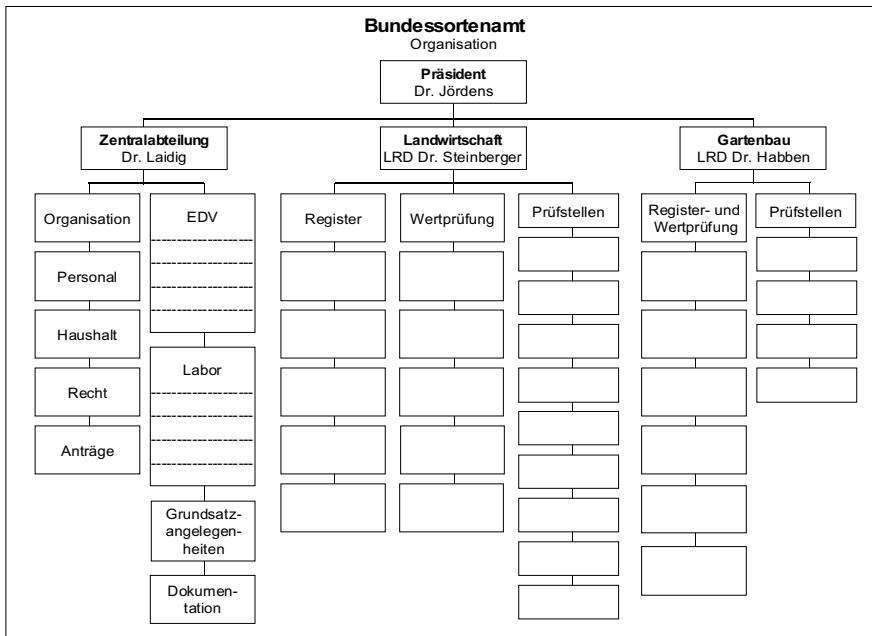 Bundessortenamt
Organisation
Präsident
Dr. Jördens
Zentralabteilung
Dr. Laidig
Landwirtschaft
LRD Dr. Steinberger
Gartenbau
LRD Dr. Habben
Organisation
Personal
Haushalt
Recht
Anträge
EDV
Labor
Grundsatz-
angelegen-
heiten
Dokumen-
tation
Register
Wertprüfung
Prüfstellen
Register- und
Wertprüfung
Prüfstellen